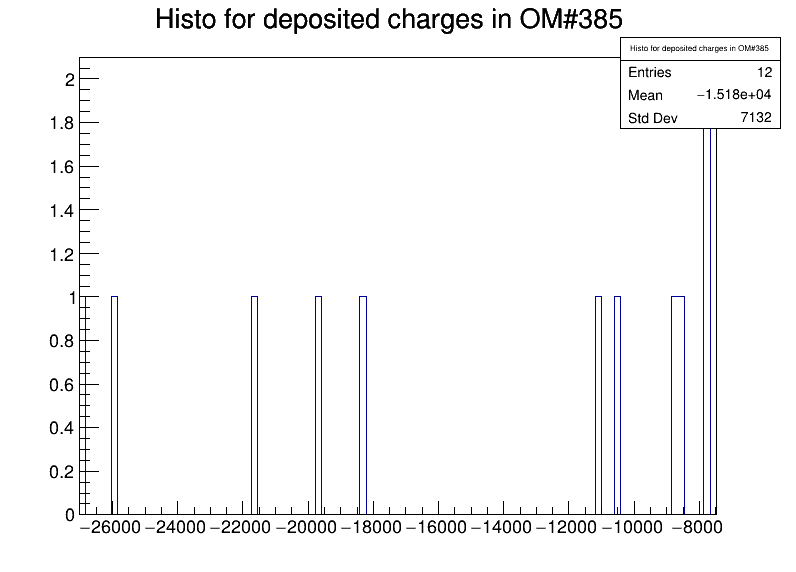 Histo for deposited charges in OM#385
Histo for deposited charges in OM#385
Entries 12
Mean −1.518e+04
Std Dev 7132
2
1.8
1.6
1.4
1.2
1
0.8
0.6
0.4
0.2
0
−26000 −24000 −22000 −20000 −18000 −16000 −14000 −12000 −10000 −8000